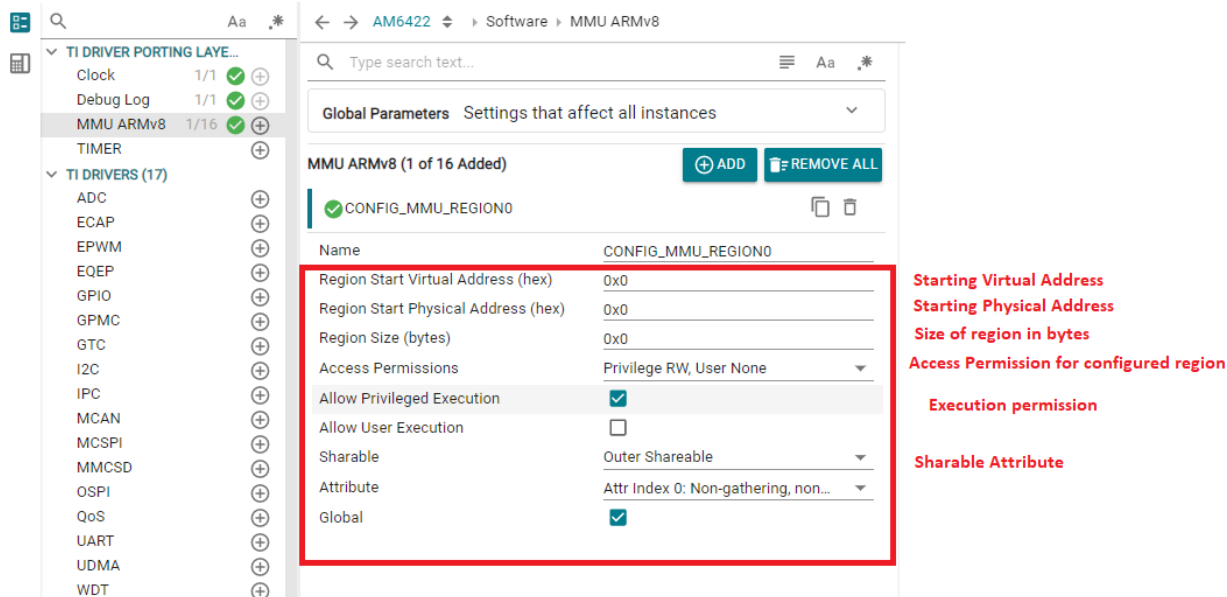 Aa .*
AM6422 Software MMU ARMv8
TI DRIVER PORTING LAYE...
Clock 1/1
Debug Log 1/1
MMU ARMv8 1/16
TIMER
TI DRIVERS (17)
ADC
ECAP
EPWM
EQEP
GPIO
GPMC
GTC
I2C
IPC
MCAN
MCSPI
MMCSD
OSPI
QoS
UART
UDMA
WDT
Type search text... Aa .*
Global Parameters Settings that affect all instances
MMU ARMv8 (1 of 16 Added) ADD REMOVE ALL
CONFIG_MMU_REGION0
Name CONFIG_MMU_REGION0
Region Start Virtual Address (hex) 0x0
Region Start Physical Address (hex) 0x0
Region Size (bytes) 0x0
Access Permissions Privilege RW, User None
Allow Privileged Execution
Allow User Execution
Sharable Outer Shareable
Attribute Attr Index 0: Non-gathering, non...
Global
Starting Virtual Address
Starting Physical Address
Size of region in bytes
Access Permission for configured region
Execution permission
Sharable Attribute